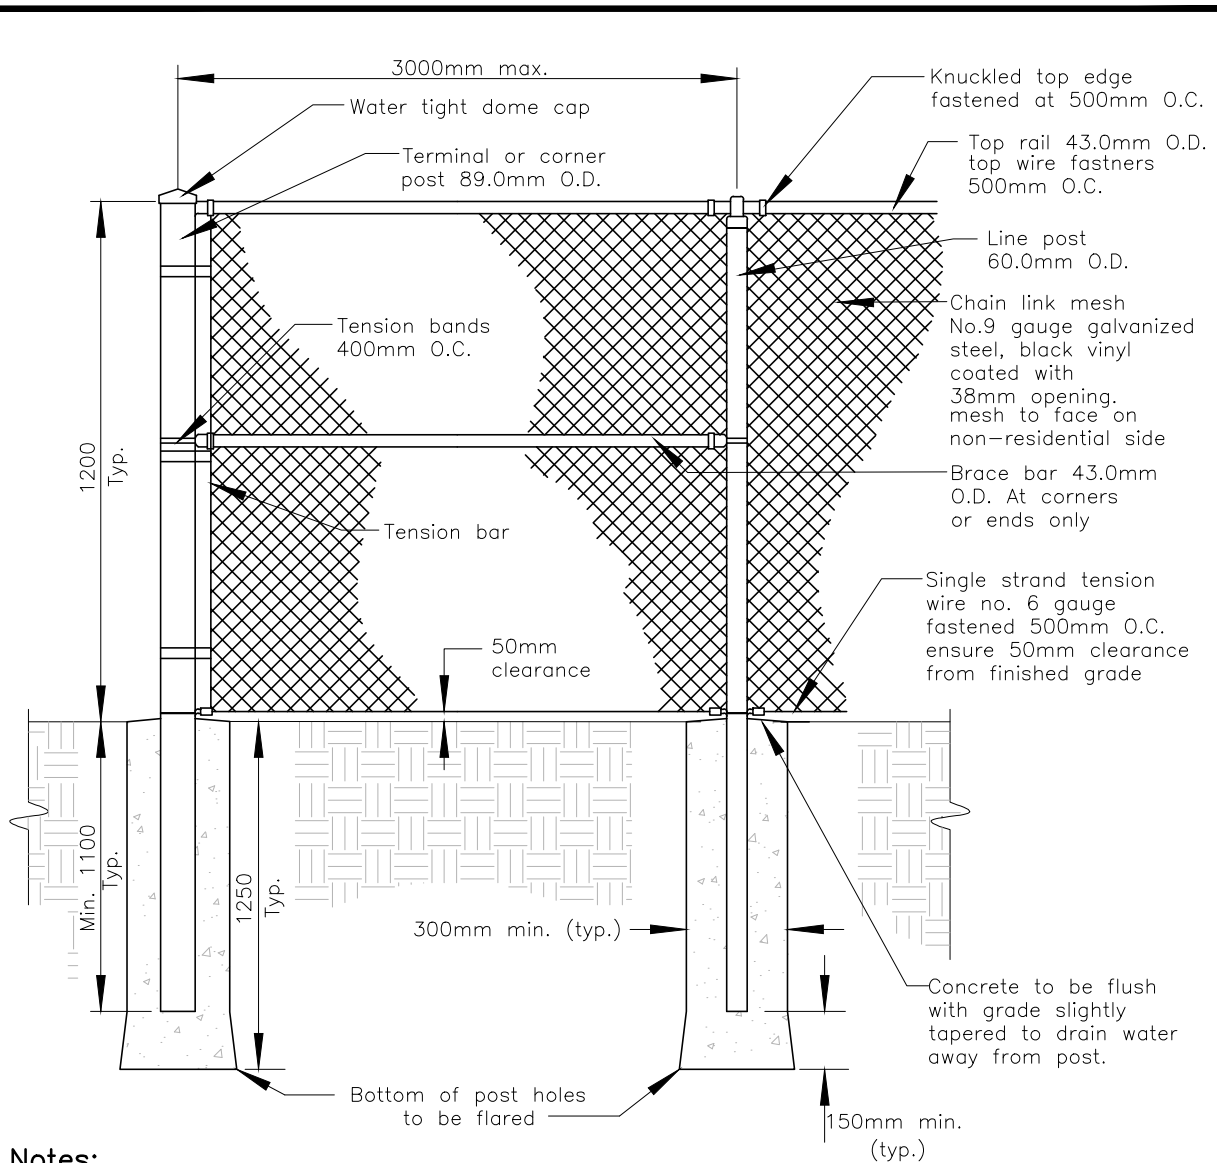 3000mm max.
Water tight dome cap
Terminal or corner
post 89.0mm O.D.
Knuckled top edge
fastened at 500mm O.C.
Top rail 43.0mm O.D.
top wire fastners
500mm O.C.
Line post
60.0mm O.D.
Chain link mesh
No.9 gauge galvanized
steel, black vinyl
coated with
38mm opening.
mesh to face on
non-residential side
Tension bands
400mm O.C.
1200
Typ.
Brace bar 43.0mm
O.D. At corners
or ends only
Tension bar
Single strand tension
wire no. 6 gauge
fastened 500mm O.C.
ensure 50mm clearance
from finished grade
50mm
clearance
Min. 1100
Typ.
1250
Typ.
300mm min. (typ.)
Concrete to be flush
with grade slightly
tapered to drain water
away from post.
Bottom of post holes
to be flared
150mm min.
(typ.)
Notes: